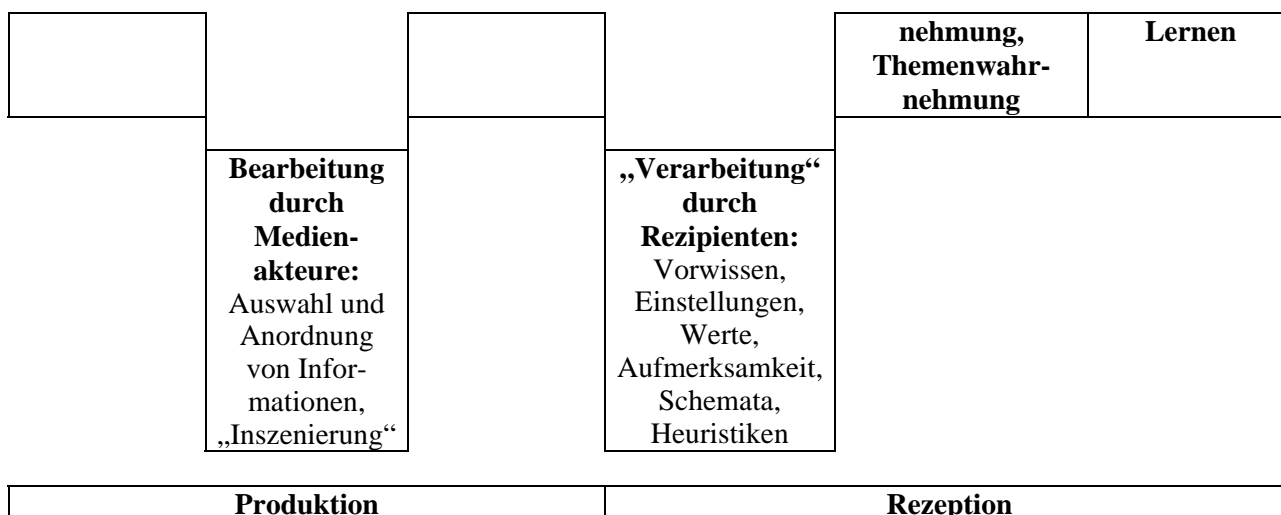 nehmung,
Themenwahr-
nehmung
Lernen
Bearbeitung
durch
Medien-
akteure:
Auswahl und
Anordnung
von Infor-
mationen,
„Inszenierung“
„Verarbeitung“
durch
Rezipienten:
Vorwissen,
Einstellungen,
Werte,
Aufmerksamkeit,
Schemata,
Heuristiken
Produktion
Rezeption